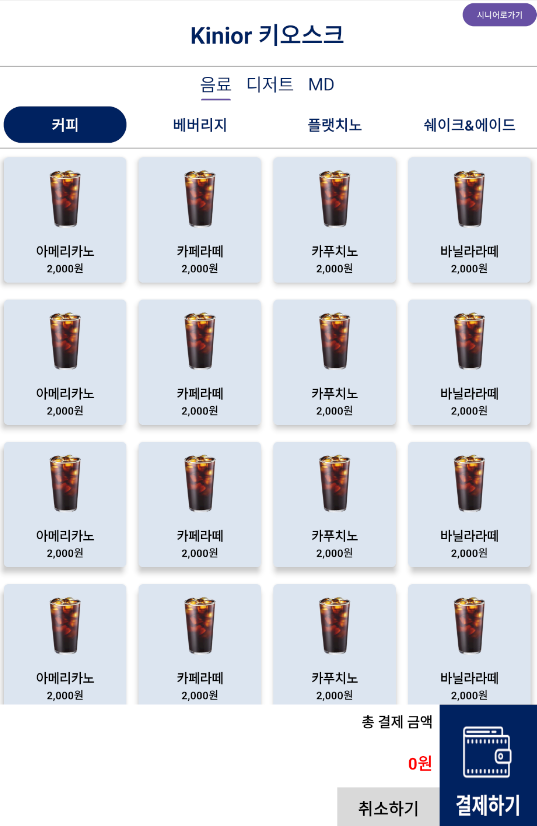 시니어로가기
Kinior 키오스크
음료 디저트 MD
커피 베버리지 플랫치노 쉐이크&에이드
아메리카노 카페라떼 카푸치노 바닐라라떼
2,000원 2,000원 2,000원 2,000원
아메리카노 카페라떼 카푸치노 바닐라라떼
2,000원 2,000원 2,000원 2,000원
아메리카노 카페라떼 카푸치노 바닐라라떼
2,000원 2,000원 2,000원 2,000원
아메리카노 카페라떼 카푸치노 바닐라라떼
2,000원 2,000원 2,000원 2,000원
총 결제 금액
0원
취소하기 결제하기